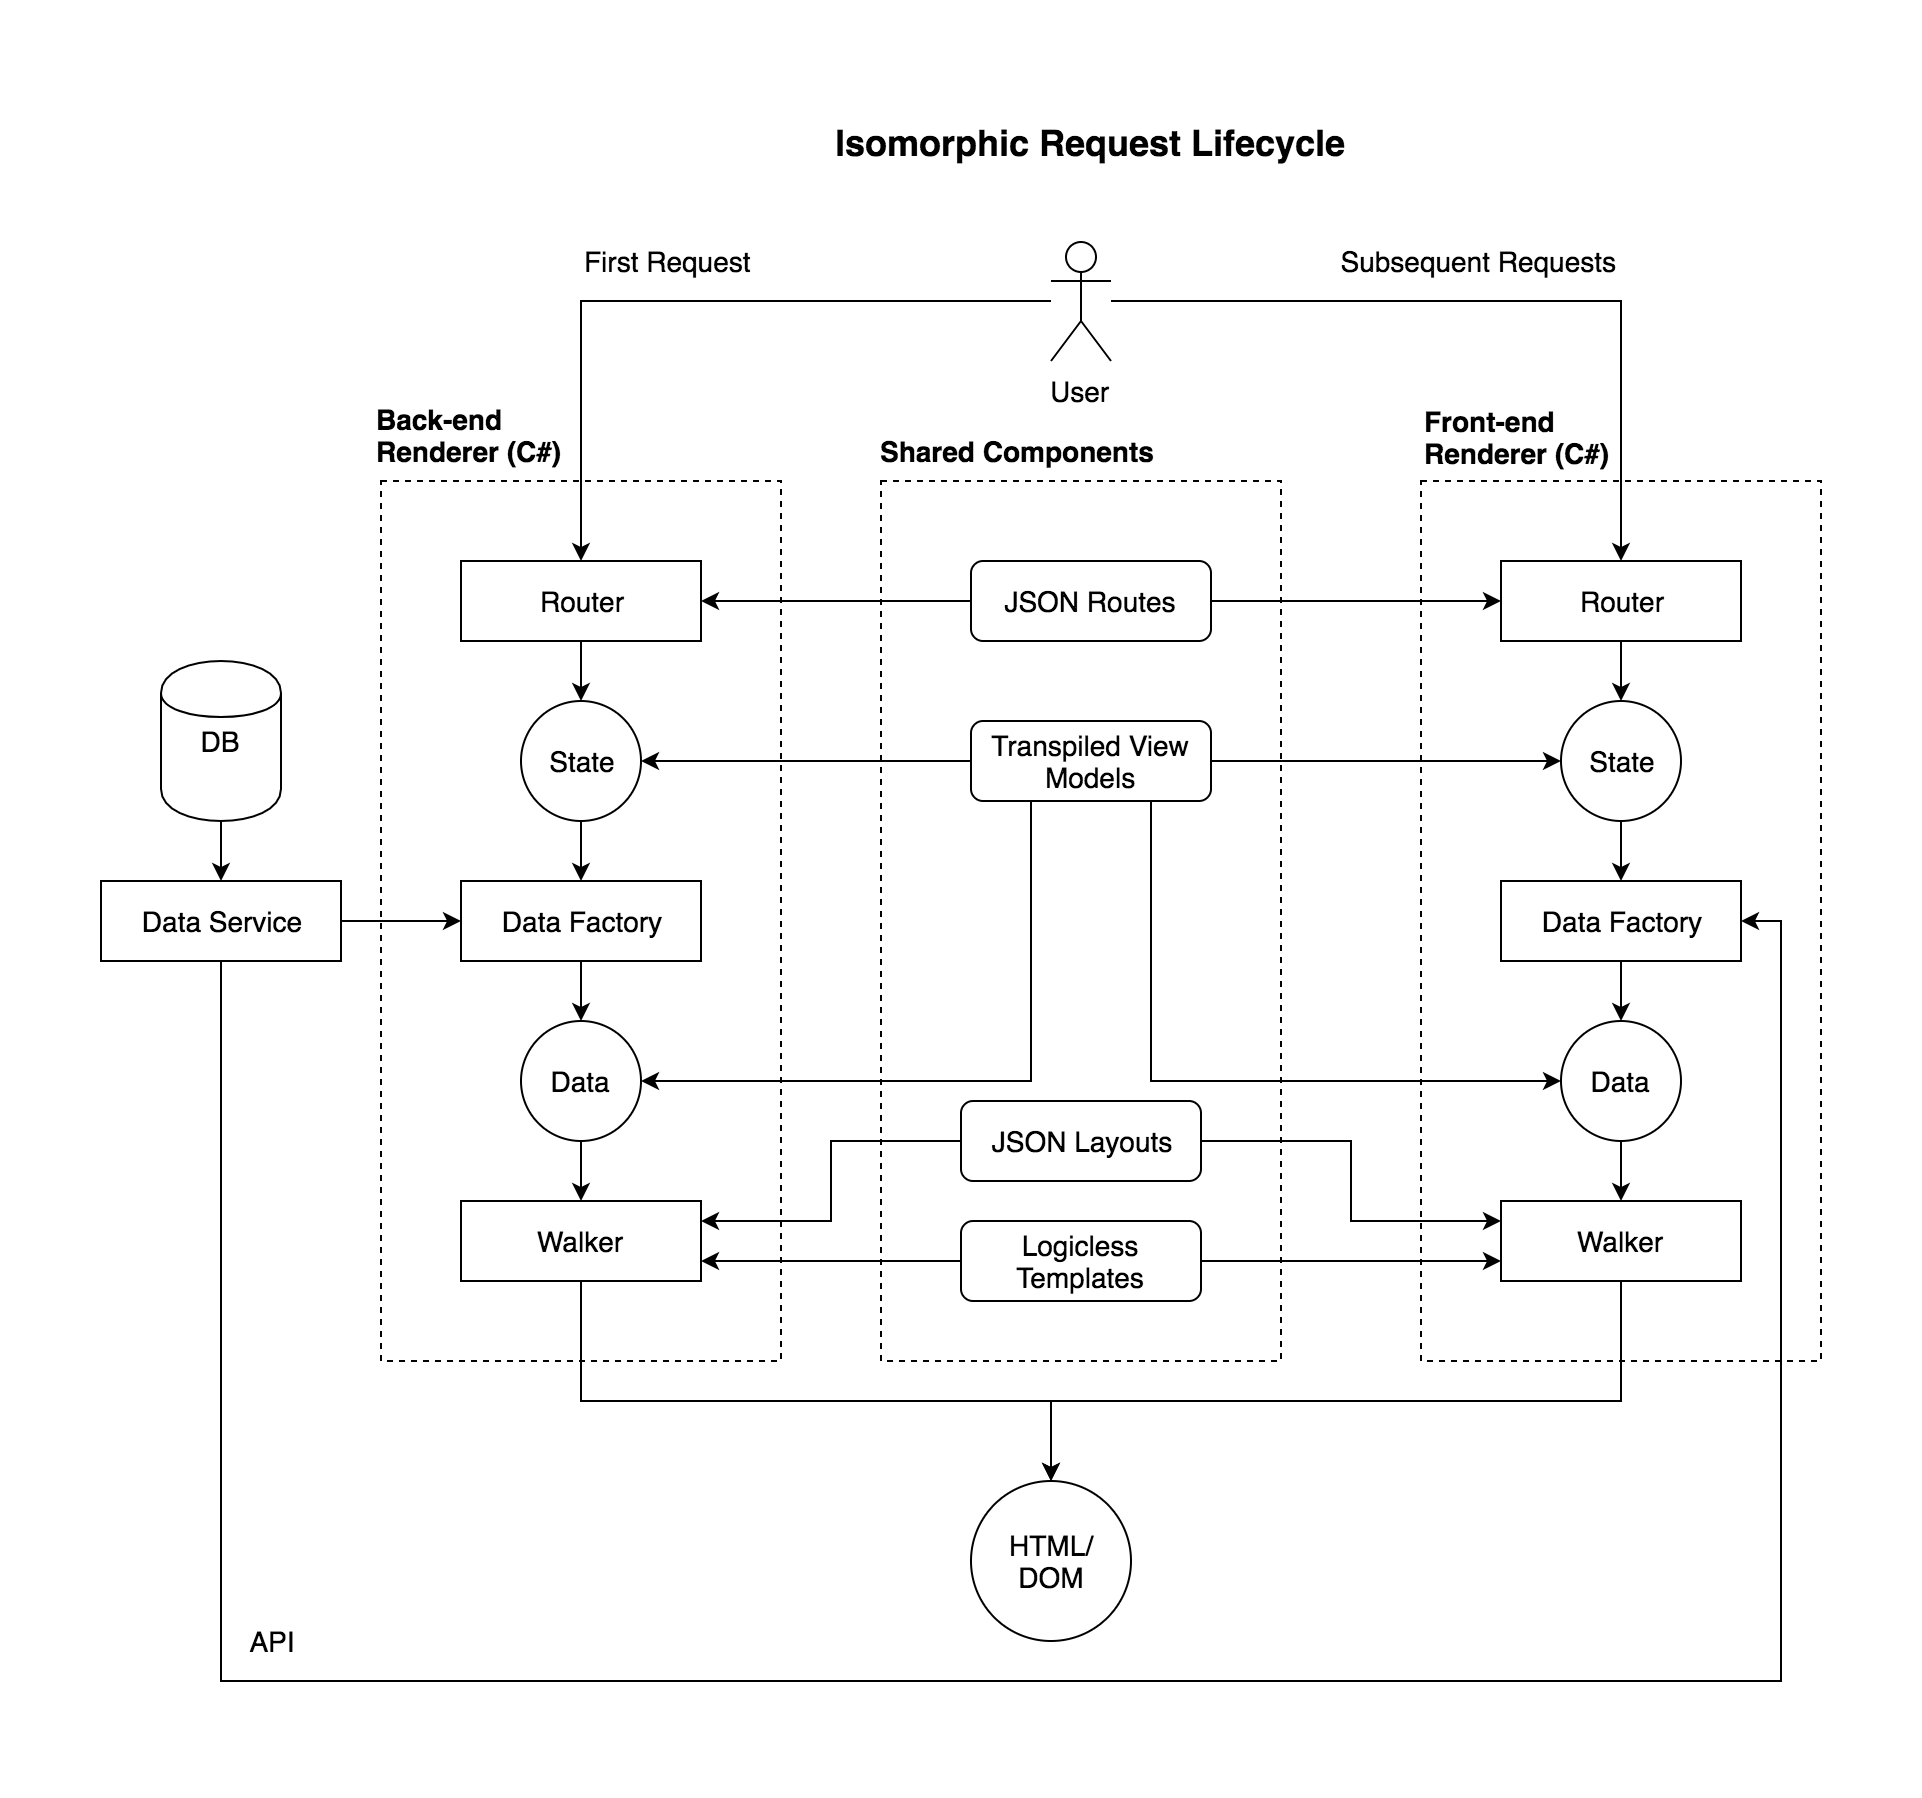 Isomorphic Request Lifecycle
First Request
Subsequent Requests
User
Back-end
Renderer (C#)
Shared Components
Front-end
Renderer (C#)
Router
JSON Routes
Router
DB
State
Transpiled View
Models
State
Data Service
Data Factory
Data Factory
Data
Data
JSON Layouts
Walker
Logicless
Templates
Walker
HTML/
DOM
API